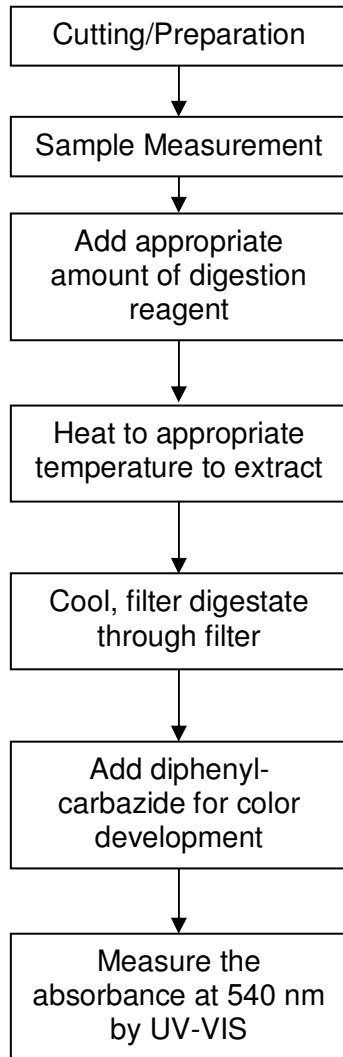 Cutting/Preparation
Sample Measurement
Add appropriate
amount of digestion
reagent
Heat to appropriate
temperature to extract
Cool, filter digestate
through filter
Add diphenyl-
carbazide for color
development
Measure the
absorbance at 540 nm
by UV-VIS